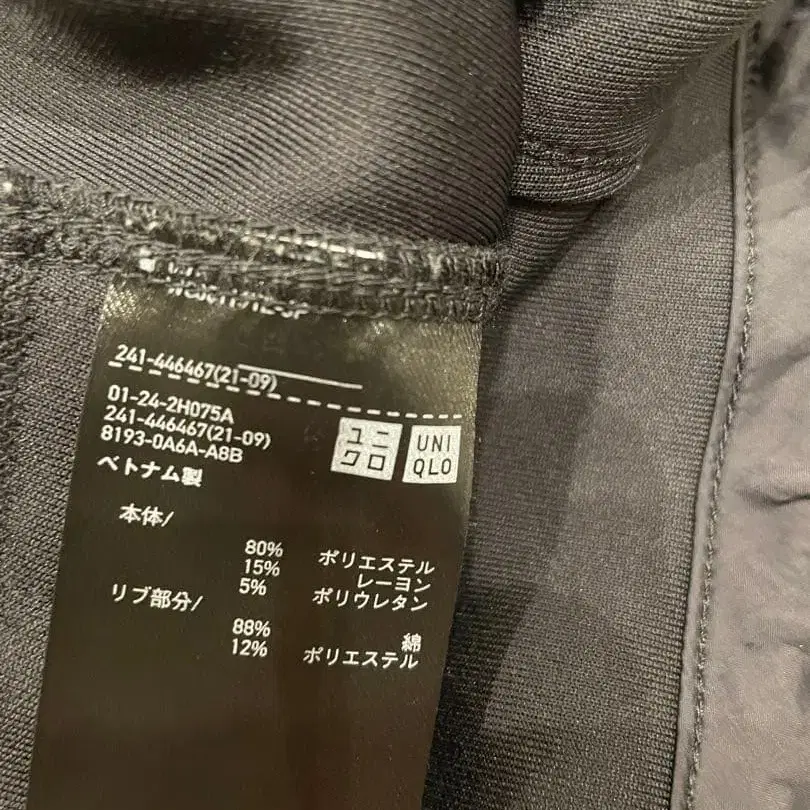 241-446467(21-09)
01-24-2H075A
241-446467(21-09)
8193-0A6A-A8B
ベトナム製
ユニ
クロ
UNI
QLO
本体/
80% ポリエステル
15% レーヨン
5% ポリウレタン
リブ部分/
88% 綿
12% ポリエステル